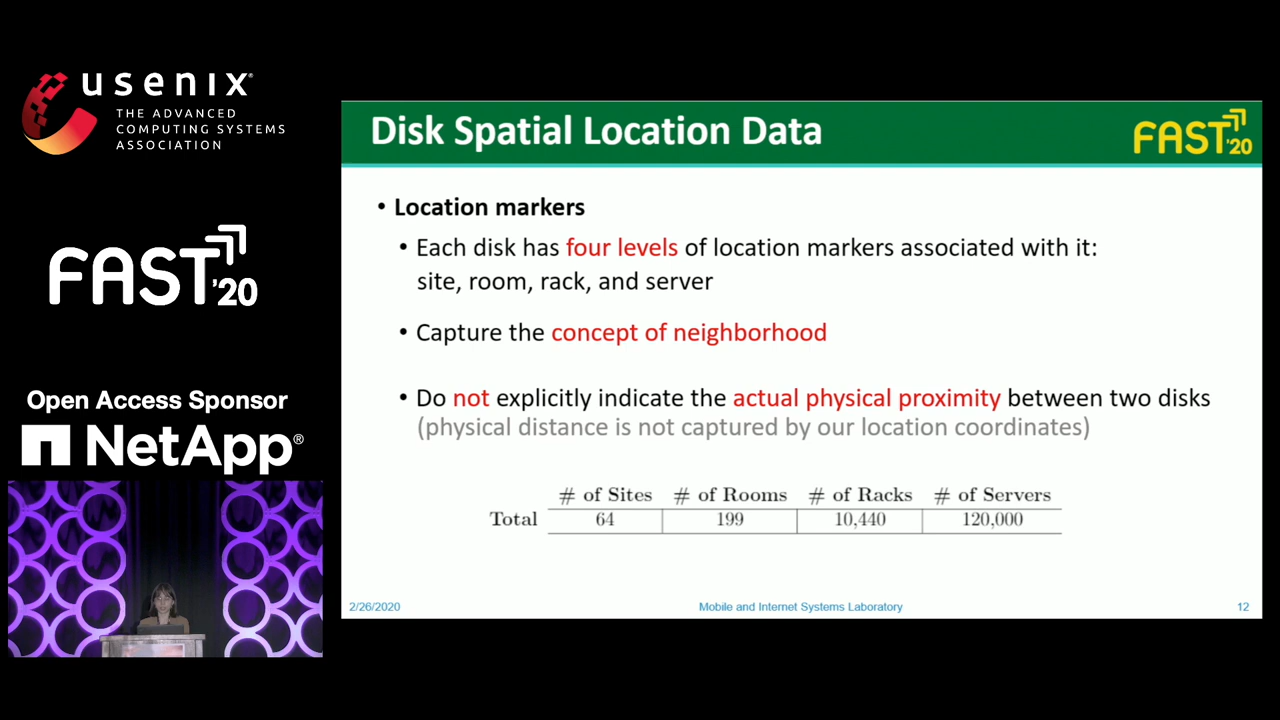 usenix®
THE ADVANCED
COMPUTING SYSTEMS
ASSOCIATION
FAST '20
Open Access Sponsor
NetApp®
Disk Spatial Location Data
FAST '20
• Location markers
• Each disk has four levels of location markers associated with it:
site, room, rack, and server
• Capture the concept of neighborhood
• Do not explicitly indicate the actual physical proximity between two disks
(physical distance is not captured by our location coordinates)
# of Sites # of Rooms # of Racks # of Servers
Total 64 199 10,440 120,000
2/26/2020 Mobile and Internet Systems Laboratory 12